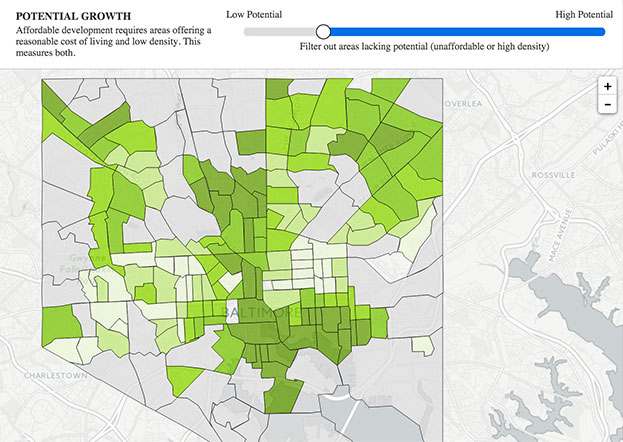 POTENTIAL GROWTH
Affordable development requires areas offering a
reasonable cost of living and low density. This
measures both.
Low Potential
High Potential
Filter out areas lacking potential (unaffordable or high density)
+
−
OVERLEA
PULASKI
ROSSVILLE
MACE AVENUE
Gwynns
Falls
BALTIMORE
CHARLESTOWN